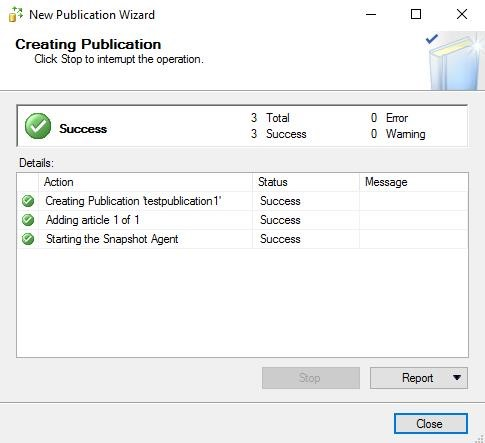 New Publication Wizard
Creating Publication
Click Stop to interrupt the operation.
Success
3 Total 0 Error
3 Success 0 Warning
Details:
Action Status Message
Creating Publication 'testpublication1' Success
Adding article 1 of 1 Success
Starting the Snapshot Agent Success
Stop Report
Close